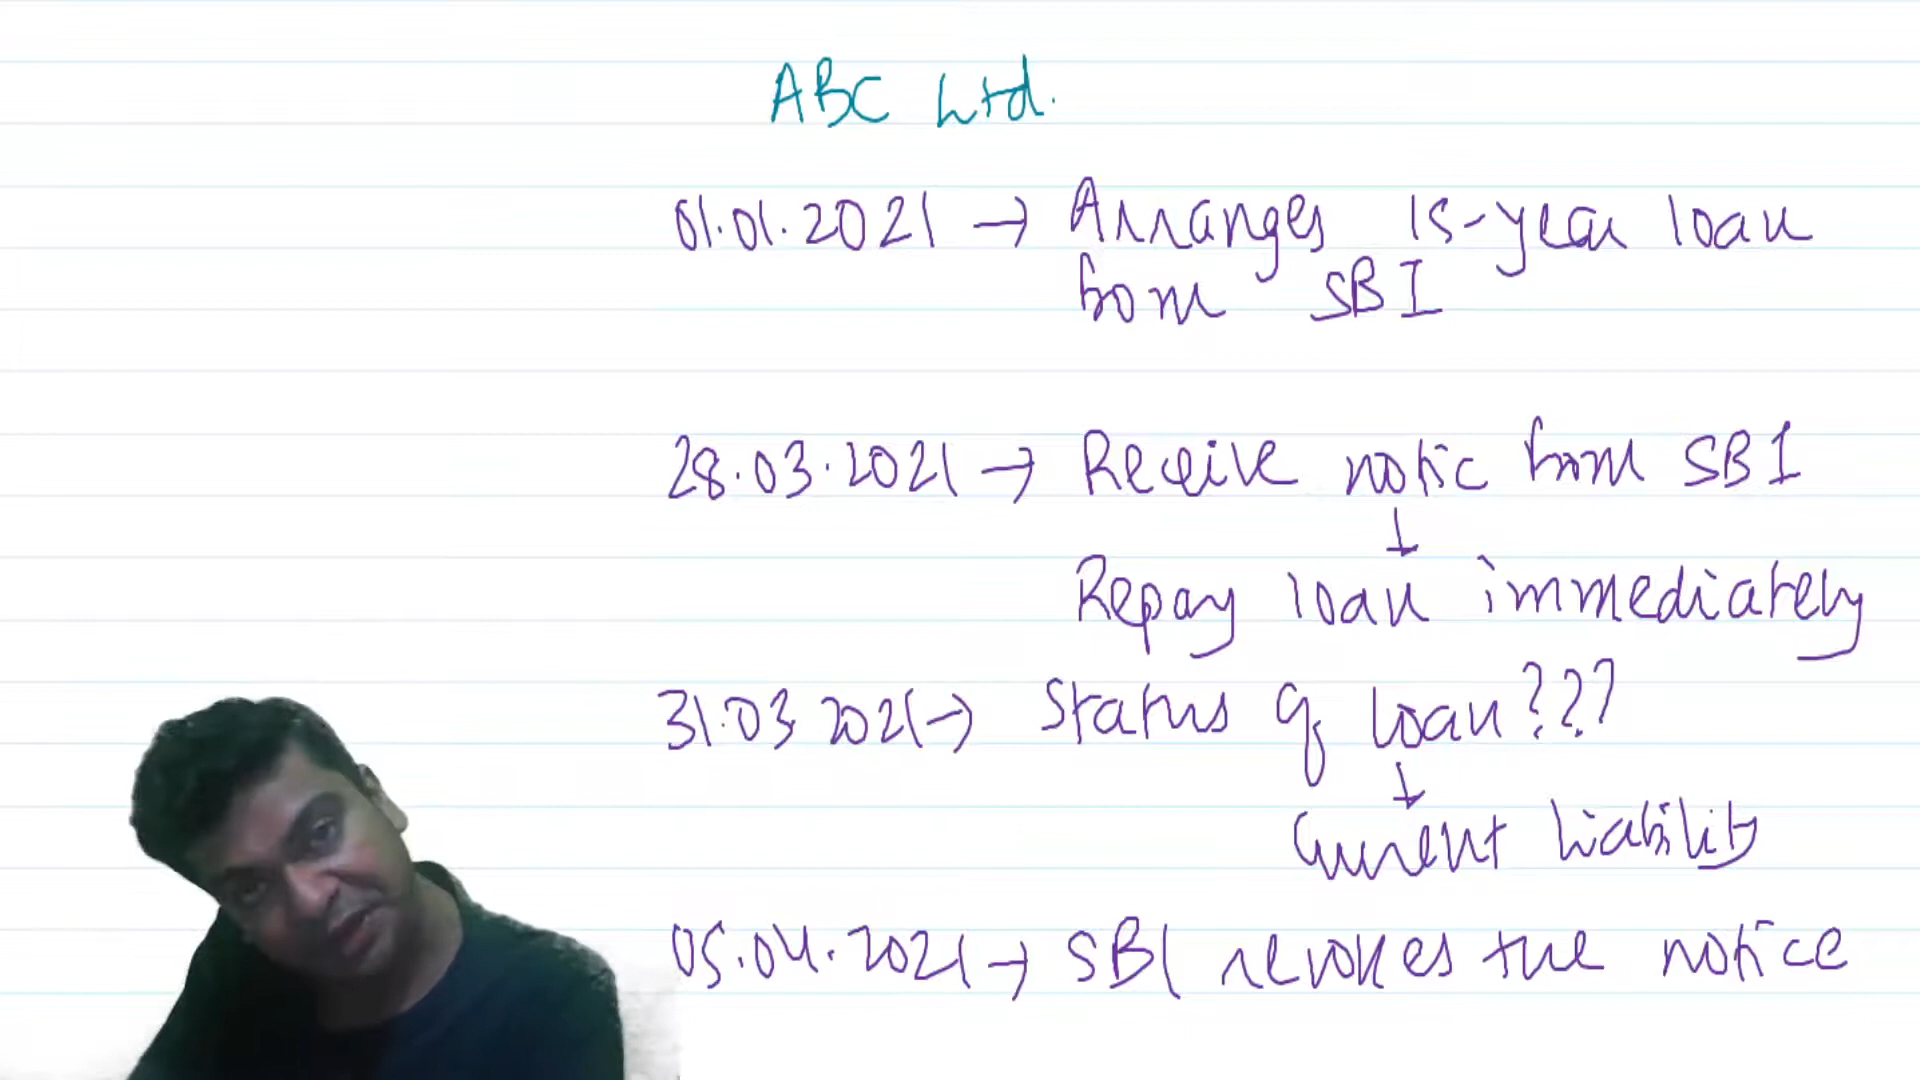 ABC Ltd.
01.01.2021 → Arranges 15-year loan
from SBI
28.03.2021 → Receive notic from SBI
↓
Repay loan immediately
31.03 2021 → Status of loan???
↓
Current Liability
05.04.2021 → SBI revokes the notice